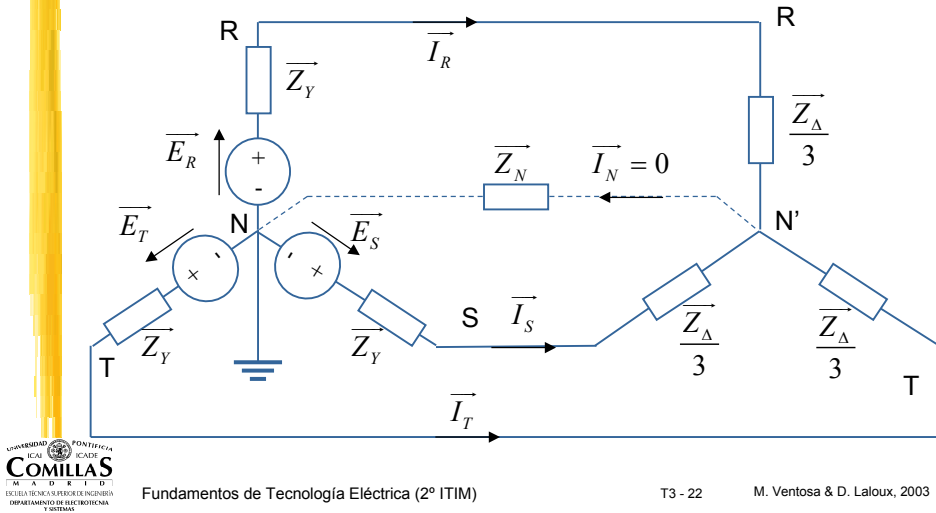 R
R
I_R
Z_Y
Z_Δ
3
E_R
+
-
Z_N
I_N = 0
N
N'
E_T
E_S
-
+
-
+
Z_Y
Z_Y
S
I_S
Z_Δ
3
Z_Δ
3
T
T
I_T
UNIVERSIDAD PONTIFICIA
ICAI ICADE
COMILLAS
MADRID
ESCUELA TÉCNICA SUPERIOR DE INGENIERÍA
DEPARTAMENTO DE ELECTROTECNIA
Y SISTEMAS
Fundamentos de Tecnología Eléctrica (2º ITIM)
T3 - 22
M. Ventosa & D. Laloux, 2003